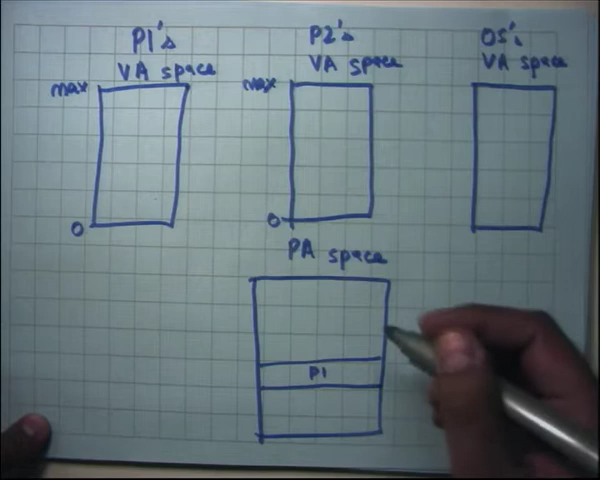 P1's
VA space
max
0
P2's
VA space
max
0
OS's
VA space
PA space
P1